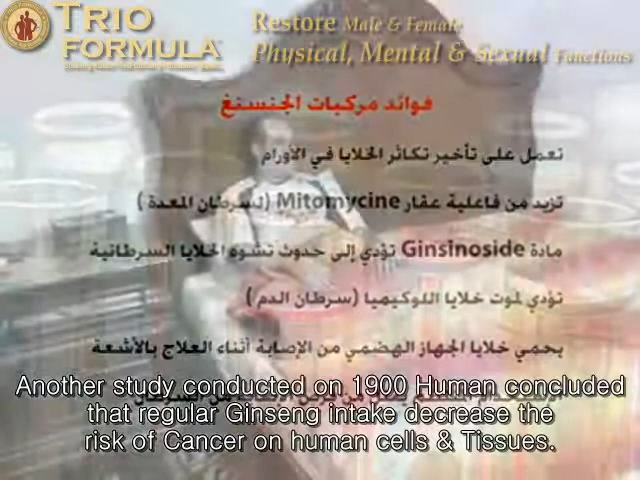 TRIO
FORMULA
Restore Male & Female
Physical, Mental & Sexual Functions
فوائد مركبات الجنسنغ
تعمل على تأخير تكاثر الخلايا في الأورام
تزيد من فاعلية عقار Mitomycine (لسرطان المعدة)
مادة Ginsinoside تؤدي إلى حدوث تشوه الخلايا السرطانية
تؤدي لموت خلايا اللوكيميا (سرطان الدم)
يحمي خلايا الجهاز الهضمي من الإصابة أثناء العلاج بالأشعة
Another study conducted on 1900 Human concluded
that regular Ginseng intake decrease the
risk of Cancer on human cells & Tissues.